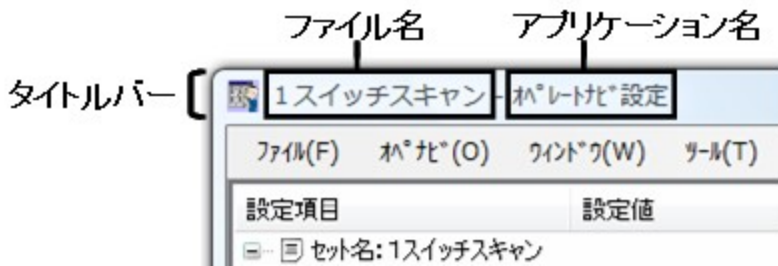 ファイル名 アプリケーション名
タイトルバー
1スイッチスキャン - ｵﾍﾟﾚｰﾄﾅﾋﾞ設定
ﾌｧｲﾙ(F) ｵﾍﾟﾅﾋﾞ(O) ｳｨﾝﾄﾞｳ(W) ﾂｰﾙ(T)
設定項目 設定値
セット名: 1スイッチスキャン